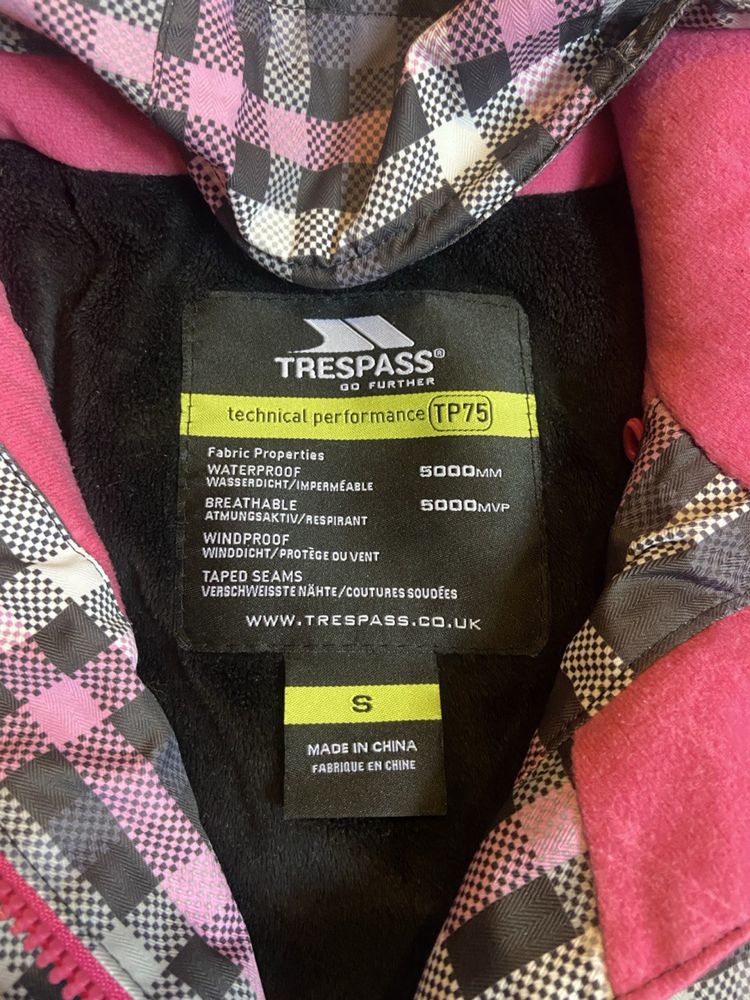 TRESPASS®
GO FURTHER
technical performance TP75
Fabric Properties
WATERPROOF 5000MM
WASSERDICHT/IMPERMÉABLE
BREATHABLE 5000MVP
ATMUNGSAKTIV/RESPIRANT
WINDPROOF
WINDDICHT/PROTÈGE DU VENT
TAPED SEAMS
VERSCHWEISSTE NÄHTE/COUTURES SOUDÉES
WWW.TRESPASS.CO.UK
S
MADE IN CHINA
FABRIQUE EN CHINE